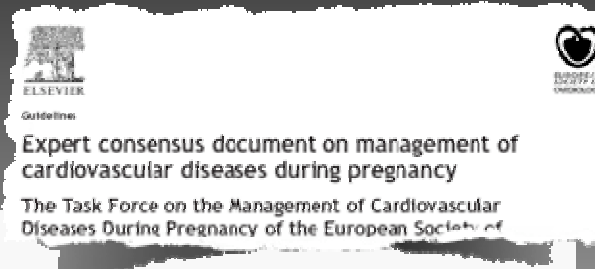 ELSEVIER
Guidelines
Expert consensus document on management of
cardiovascular diseases during pregnancy
The Task Force on the Management of Cardiovascular
Diseases During Pregnancy of the European Society of